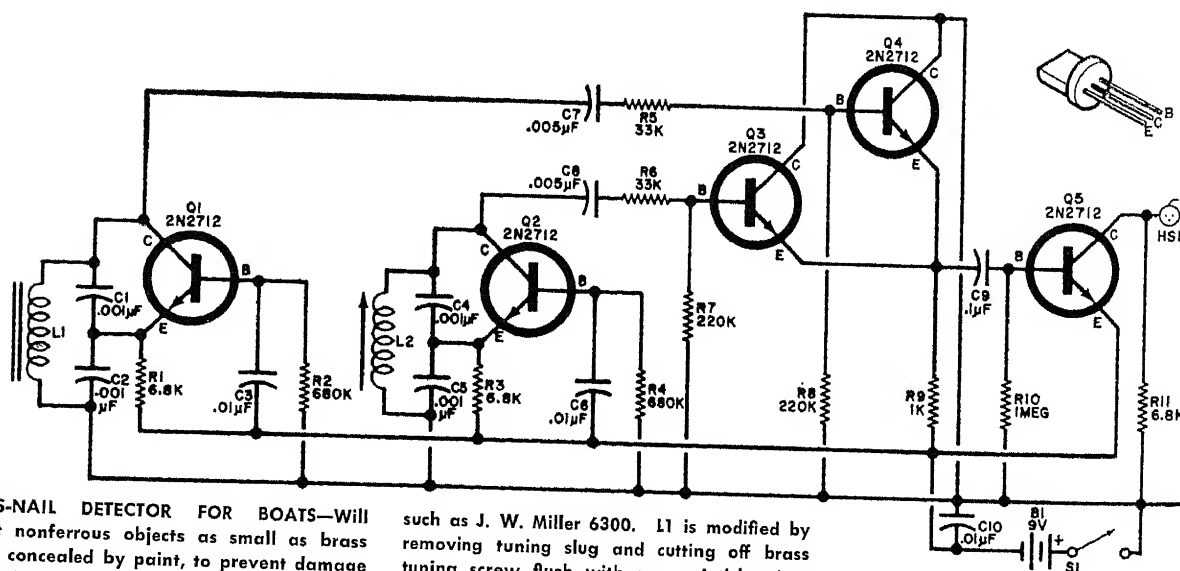 Q4
2N2712
C
B
E
C7
.005µF
R5
33K
Q3
2N2712
C
B
E
C8
.005µF
R6
33K
B
C
E
Q1
2N2712
C
B
E
Q2
2N2712
C
B
E
Q5
2N2712
C
B
E
HS1
C1
.001µF
L1
C2
.001
µF
R1
6.8K
C3
.01µF
R2
680K
C4
.001µF
L2
C5
.001
µF
R3
6.8K
C6
.01µF
R4
680K
R7
220K
R8
220K
C9
.1µF
R9
1K
R10
1MEG
R11
6.8K
C10
.01µF
B1
9V
+
S1
S-NAIL DETECTOR FOR BOATS—Will
nonferrous objects as small as brass
concealed by paint, to prevent damage
such as J. W. Miller 6300. L1 is modified by
removing tuning slug and cutting off brass